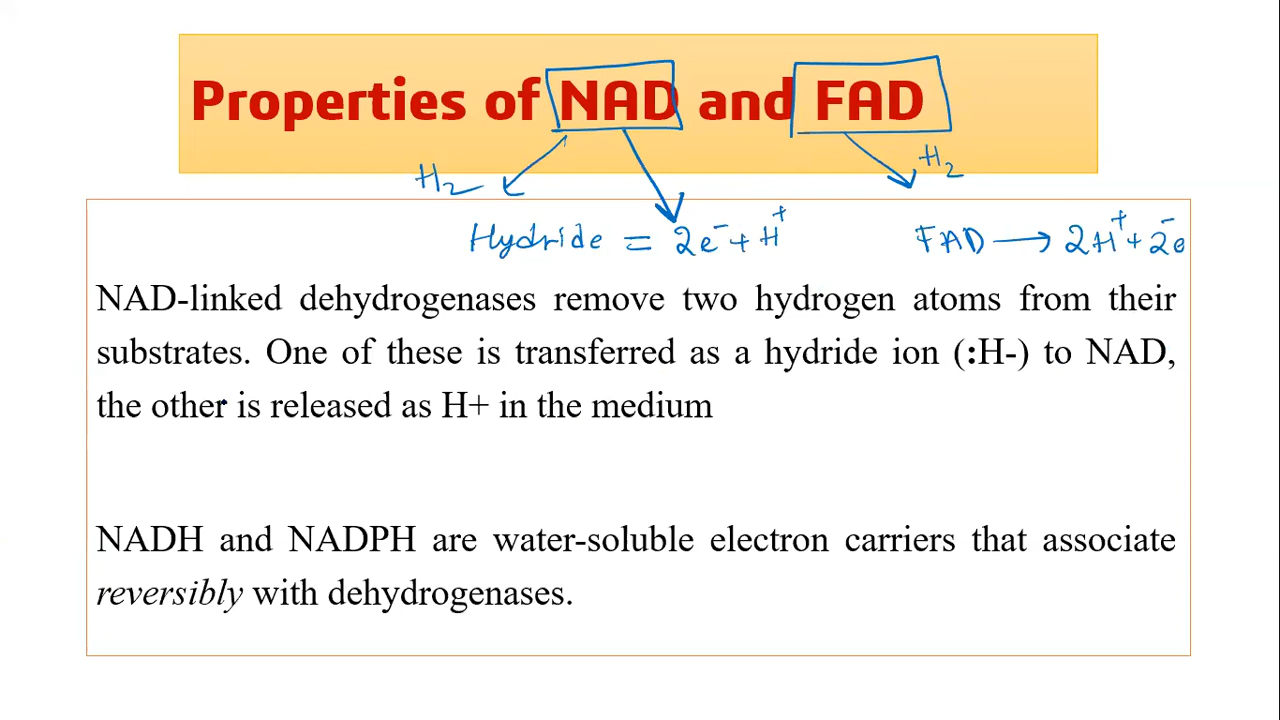 Properties of NAD and FAD
H2 H2
Hydride = 2e- + H+ FAD → 2H+ + 2e-
NAD-linked dehydrogenases remove two hydrogen atoms from their
substrates. One of these is transferred as a hydride ion (:H-) to NAD,
the other is released as H+ in the medium
NADH and NADPH are water-soluble electron carriers that associate
reversibly with dehydrogenases.